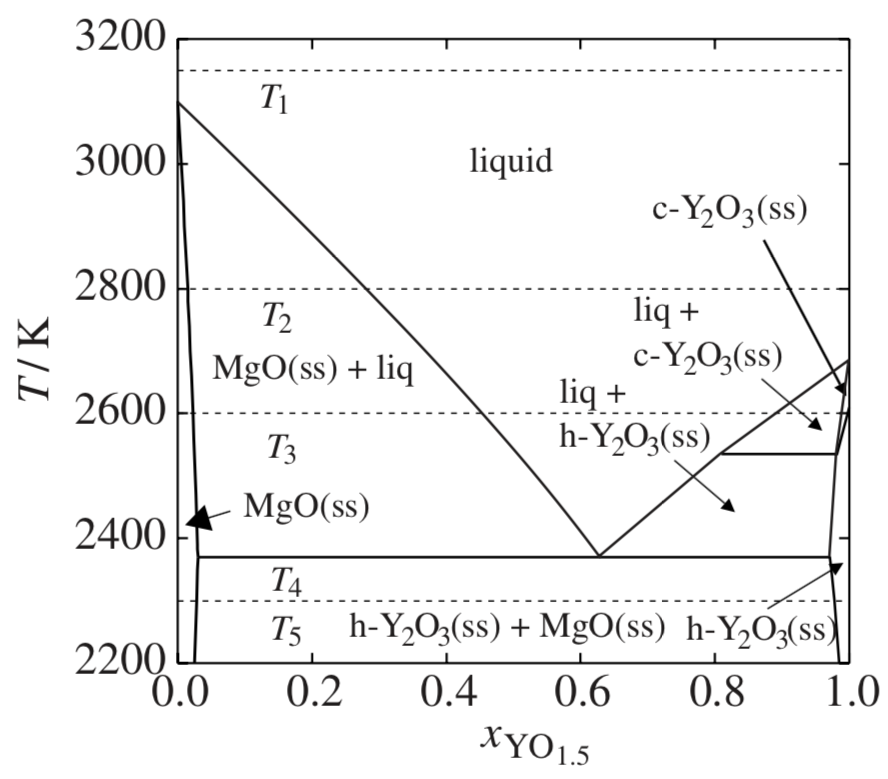 3200
T₁
3000
liquid
c-Y₂O₃(ss)
2800
T₂
liq +
c-Y₂O₃(ss)
MgO(ss) + liq
liq +
h-Y₂O₃(ss)
T / K
2600
T₃
MgO(ss)
2400
T₄
T₅
h-Y₂O₃(ss) + MgO(ss)
h-Y₂O₃(ss)
2200
0.0 0.2 0.4 0.6 0.8 1.0
x YO₁.₅